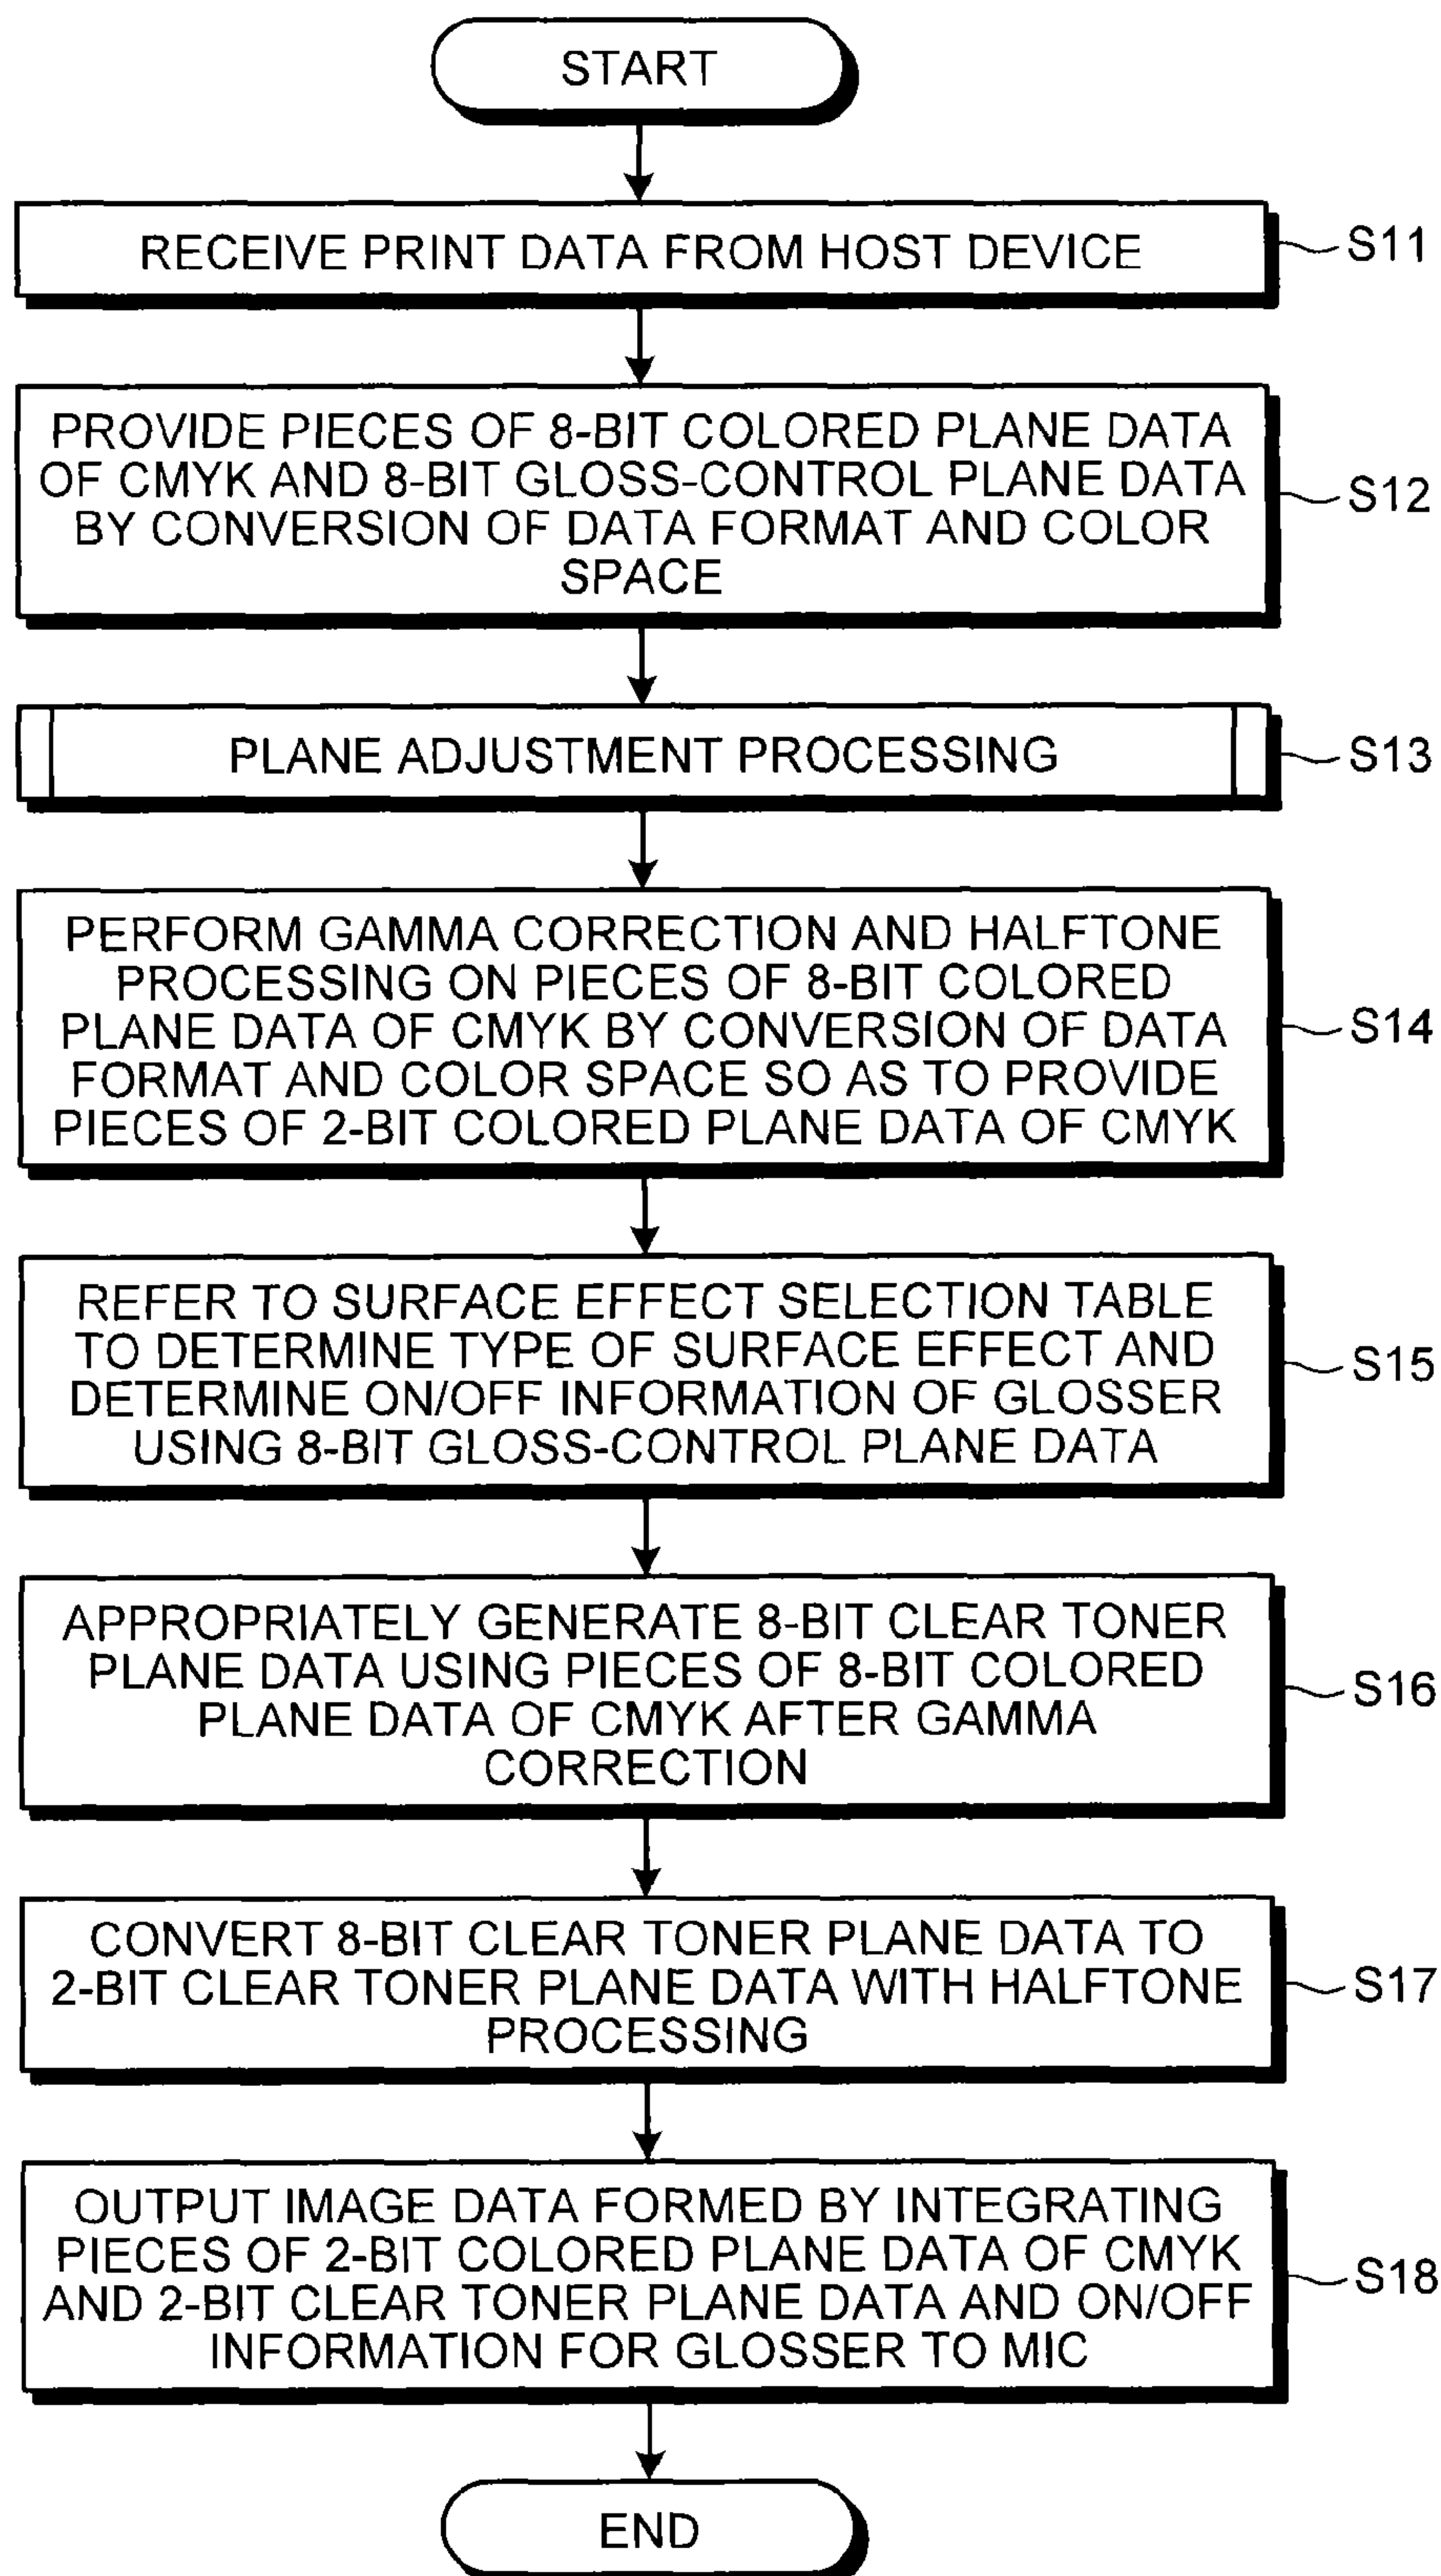 START
RECEIVE PRINT DATA FROM HOST DEVICE
S11
PROVIDE PIECES OF 8-BIT COLORED PLANE DATA
OF CMYK AND 8-BIT GLOSS-CONTROL PLANE DATA
BY CONVERSION OF DATA FORMAT AND COLOR
SPACE
S12
PLANE ADJUSTMENT PROCESSING
S13
PERFORM GAMMA CORRECTION AND HALFTONE
PROCESSING ON PIECES OF 8-BIT COLORED
PLANE DATA OF CMYK BY CONVERSION OF DATA
FORMAT AND COLOR SPACE SO AS TO PROVIDE
PIECES OF 2-BIT COLORED PLANE DATA OF CMYK
S14
REFER TO SURFACE EFFECT SELECTION TABLE
TO DETERMINE TYPE OF SURFACE EFFECT AND
DETERMINE ON/OFF INFORMATION OF GLOSSER
USING 8-BIT GLOSS-CONTROL PLANE DATA
S15
APPROPRIATELY GENERATE 8-BIT CLEAR TONER
PLANE DATA USING PIECES OF 8-BIT COLORED
PLANE DATA OF CMYK AFTER GAMMA
CORRECTION
S16
CONVERT 8-BIT CLEAR TONER PLANE DATA TO
2-BIT CLEAR TONER PLANE DATA WITH HALFTONE
PROCESSING
S17
OUTPUT IMAGE DATA FORMED BY INTEGRATING
PIECES OF 2-BIT COLORED PLANE DATA OF CMYK
AND 2-BIT CLEAR TONER PLANE DATA AND ON/OFF
INFORMATION FOR GLOSSER TO MIC
S18
END